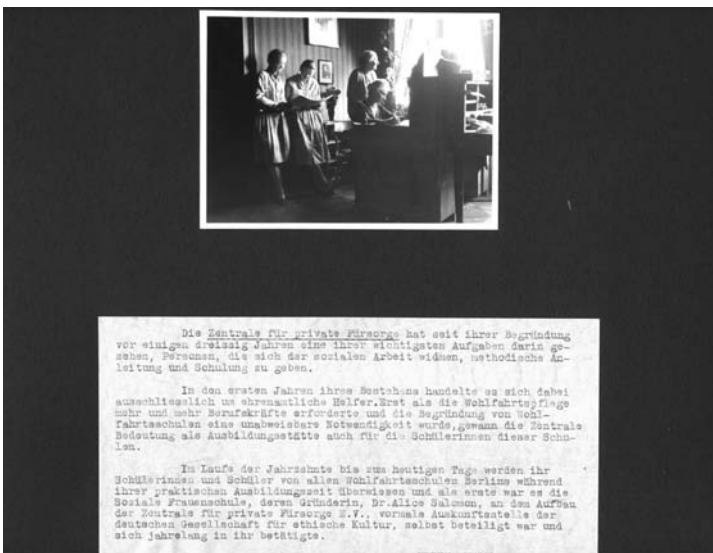 Die Zentrale für private Fürsorge hat seit ihrer Begründung
vor einigen dreissig Jahren eine ihrer wichtigsten Aufgaben darin ge-
sehen, Personen, die sich der sozialen Arbeit widmen, methodische An-
leitung und Schulung zu geben.
In den ersten Jahren ihres Bestehens handelte es sich dabei
ausschliesslich um ehrenamtliche Helfer.Erst als die Wohlfahrtspflege
mehr und mehr Berufskräfte erforderte und die Begründung von Wohl-
fahrtsschulen eine unabweisbare Notwendigkeit wurde,gewann die Zentrale
Bedeutung als Ausbildungsstätte auch für die Schülerinnen dieser Schu-
len.
Im Laufe der Jahrzehnte bis zum heutigen Tage werden ihr
Schülerinnen und Schüler von allen Wohlfahrtsschulen Berlins während
ihrer praktischen Ausbildungszeit überwiesen und als erste war es die
Soziale Frauenschule, deren Gründerin, Dr.Alice Salomon, an dem Aufbau
der Zentrale für private Fürsorge E.V., vormals Auskunftsstelle der
deutschen Gesellschaft für ethische Kultur, selbst beteiligt war und
sich jahrelang in ihr betätigte.